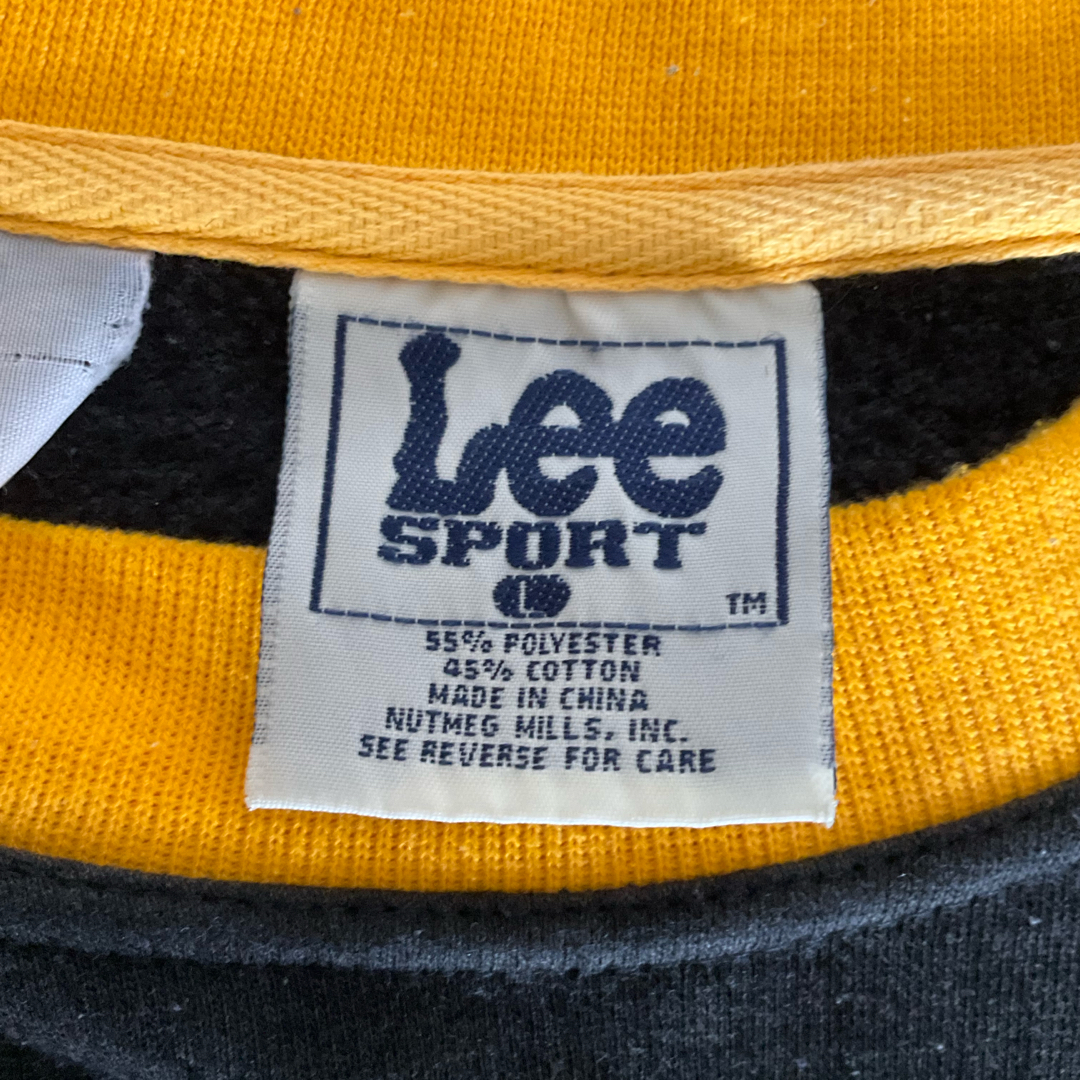 Lee
SPORT
L
TM
55% POLYESTER
45% COTTON
MADE IN CHINA
NUTMEG MILLS, INC.
SEE REVERSE FOR CARE